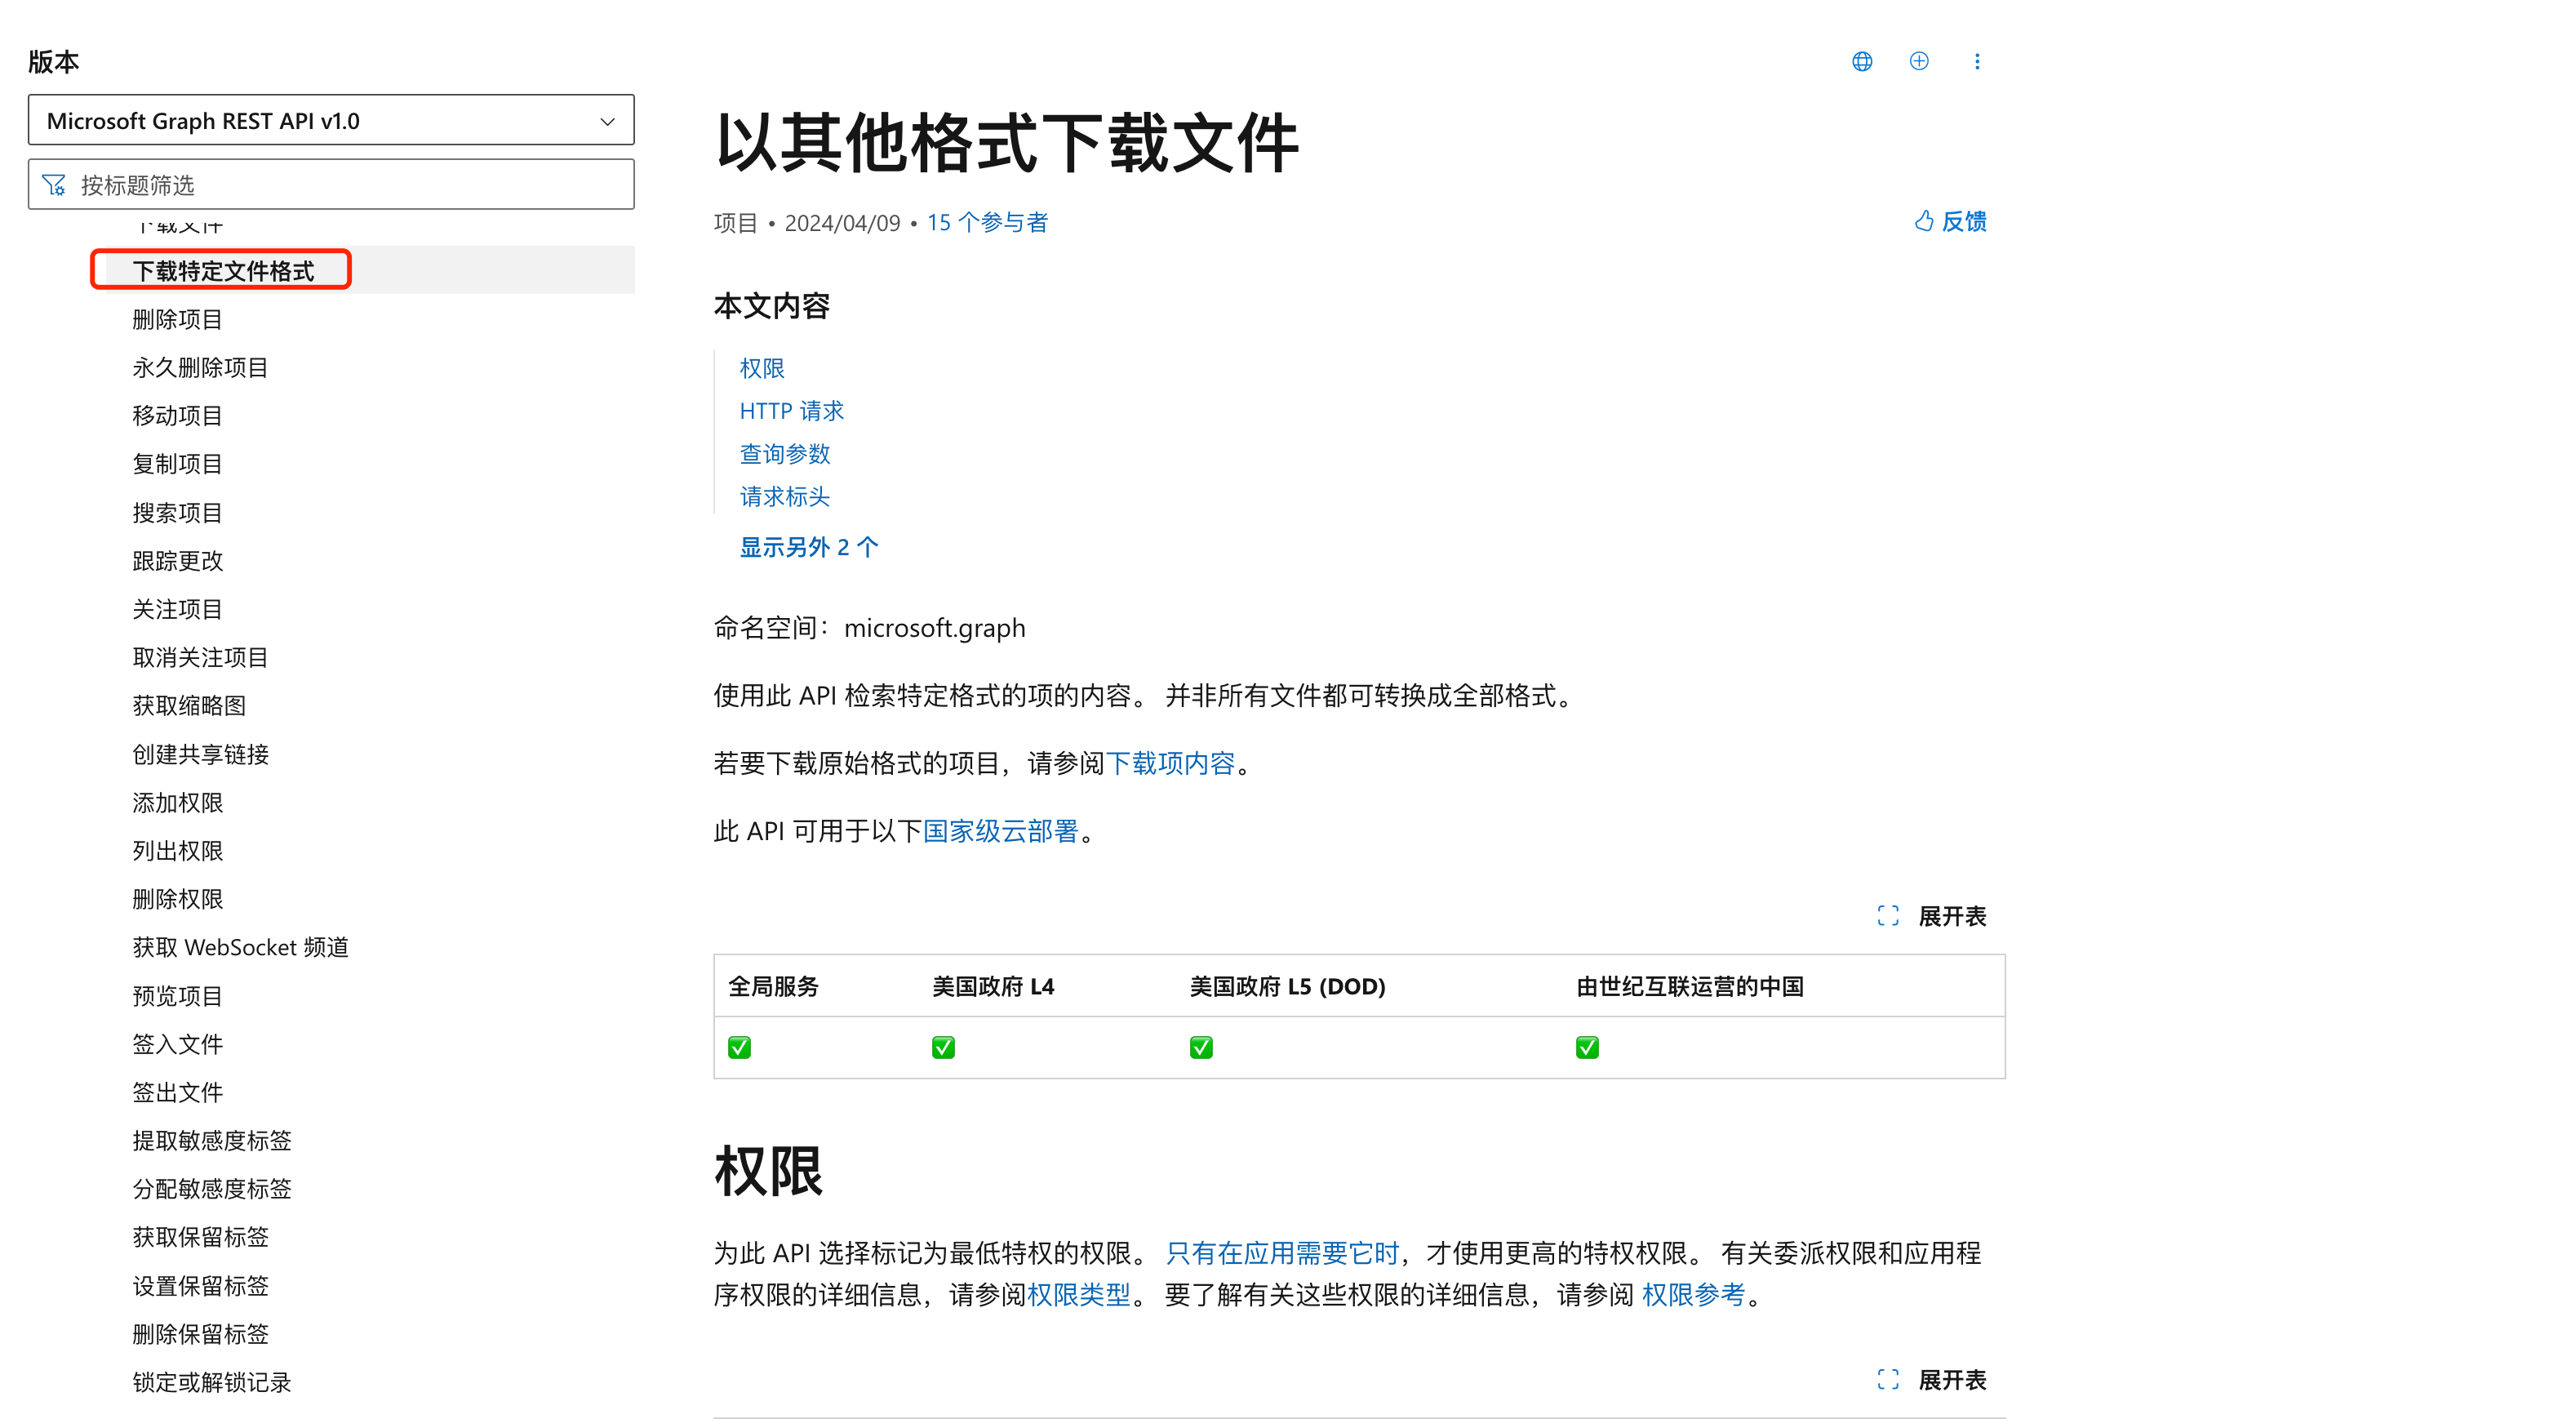 版本
Microsoft Graph REST API v1.0
按标题筛选
下载文件
下载特定文件格式
删除项目
永久删除项目
移动项目
复制项目
搜索项目
跟踪更改
关注项目
取消关注项目
获取缩略图
创建共享链接
添加权限
列出权限
删除权限
获取 WebSocket 频道
预览项目
签入文件
签出文件
提取敏感度标签
分配敏感度标签
获取保留标签
设置保留标签
删除保留标签
锁定或解锁记录
以其他格式下载文件
项目 • 2024/04/09 • 15 个参与者
反馈
本文内容
权限
HTTP 请求
查询参数
请求标头
显示另外 2 个
命名空间：microsoft.graph
使用此 API 检索特定格式的项的内容。 并非所有文件都可转换成全部格式。
若要下载原始格式的项目，请参阅下载项内容。
此 API 可用于以下国家级云部署。
展开表
全局服务 美国政府 L4 美国政府 L5 (DOD) 由世纪互联运营的中国
✅ ✅ ✅ ✅
权限
为此 API 选择标记为最低特权的权限。 只有在应用需要它时，才使用更高的特权权限。 有关委派权限和应用程
序权限的详细信息，请参阅权限类型。 要了解有关这些权限的详细信息，请参阅 权限参考。
展开表